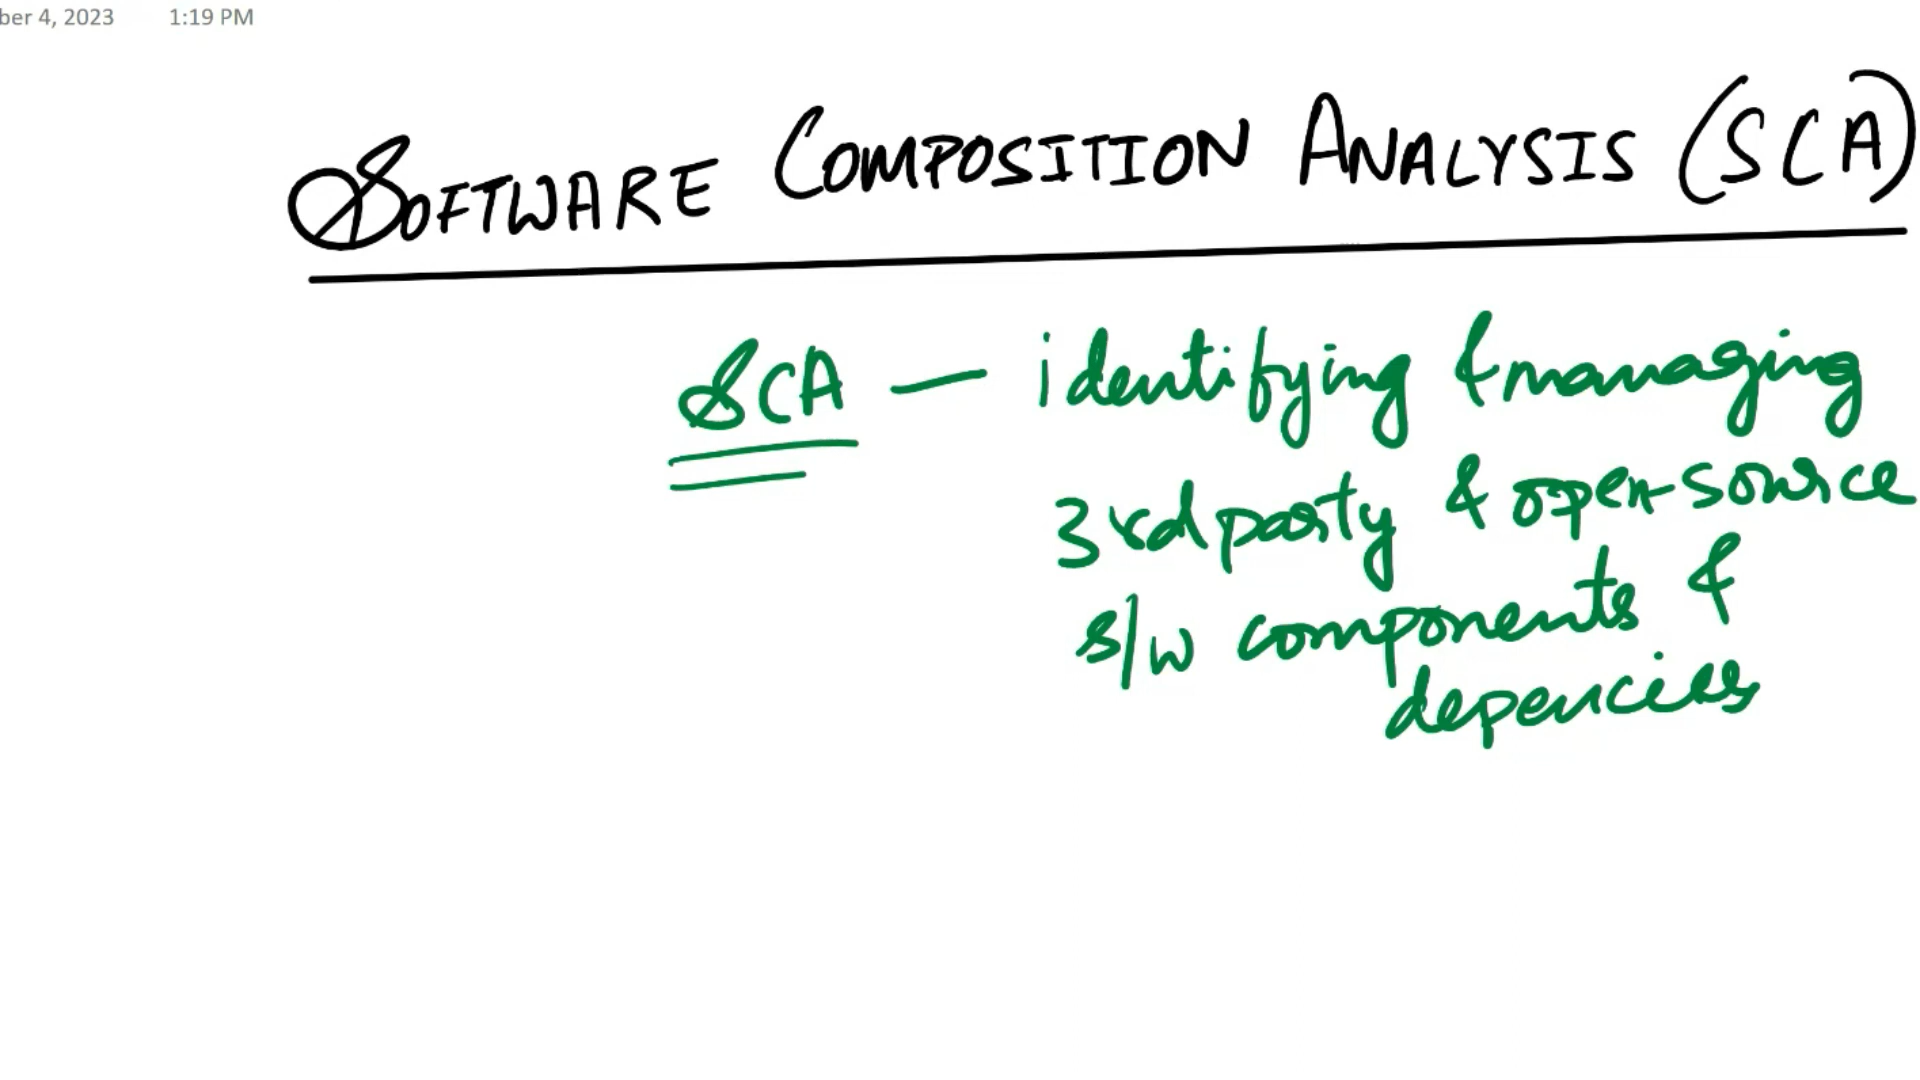 ber 4, 2023 1:19 PM
SOFTWARE COMPOSITION ANALYSIS (SCA)
SCA — identifying & managing
3rd party & open-source
s/w components &
depencies